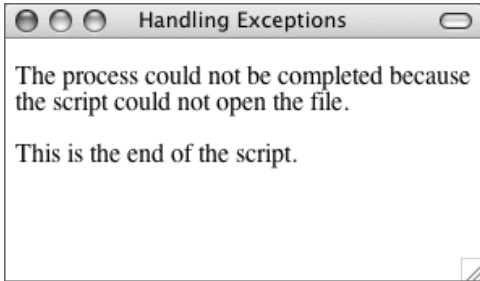 Handling Exceptions
The process could not be completed because
the script could not open the file.
This is the end of the script.